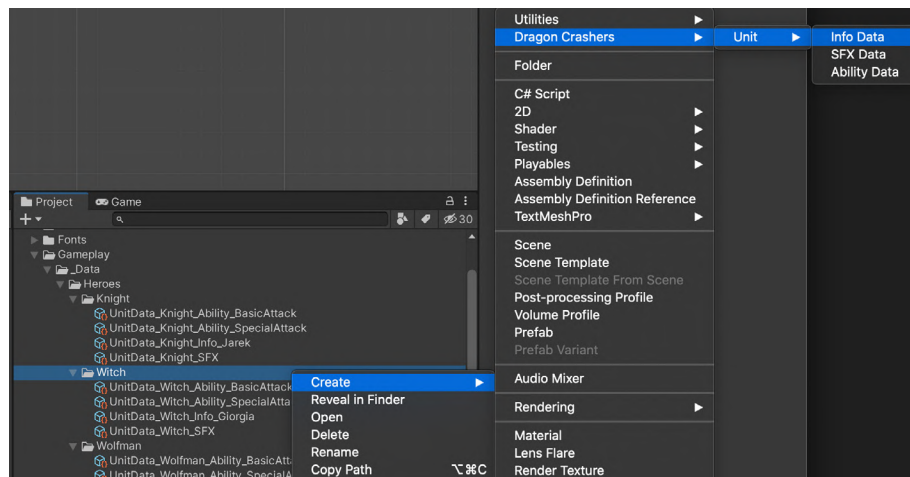 Project
Game
30
Fonts
Gameplay
_Data
Heroes
Knight
UnitData_Knight_Ability_BasicAttack
UnitData_Knight_Ability_SpecialAttack
UnitData_Knight_Info_Jarek
UnitData_Knight_SFX
Witch
UnitData_Witch_Ability_BasicAttack
UnitData_Witch_Ability_SpecialAtta
UnitData_Witch_Info_Giorgia
UnitData_Witch_SFX
Wolfman
UnitData_Wolfman_Ability_BasicAtt
UnitData_Wolfman_Ability_SpecialA
Create
Reveal in Finder
Open
Delete
Rename
Copy Path ⌥⌘C
Utilities
Dragon Crashers
Folder
C# Script
2D
Shader
Testing
Playables
Assembly Definition
Assembly Definition Reference
TextMeshPro
Scene
Scene Template
Scene Template From Scene
Post-processing Profile
Volume Profile
Prefab
Prefab Variant
Audio Mixer
Rendering
Material
Lens Flare
Render Texture
Unit
Info Data
SFX Data
Ability Data